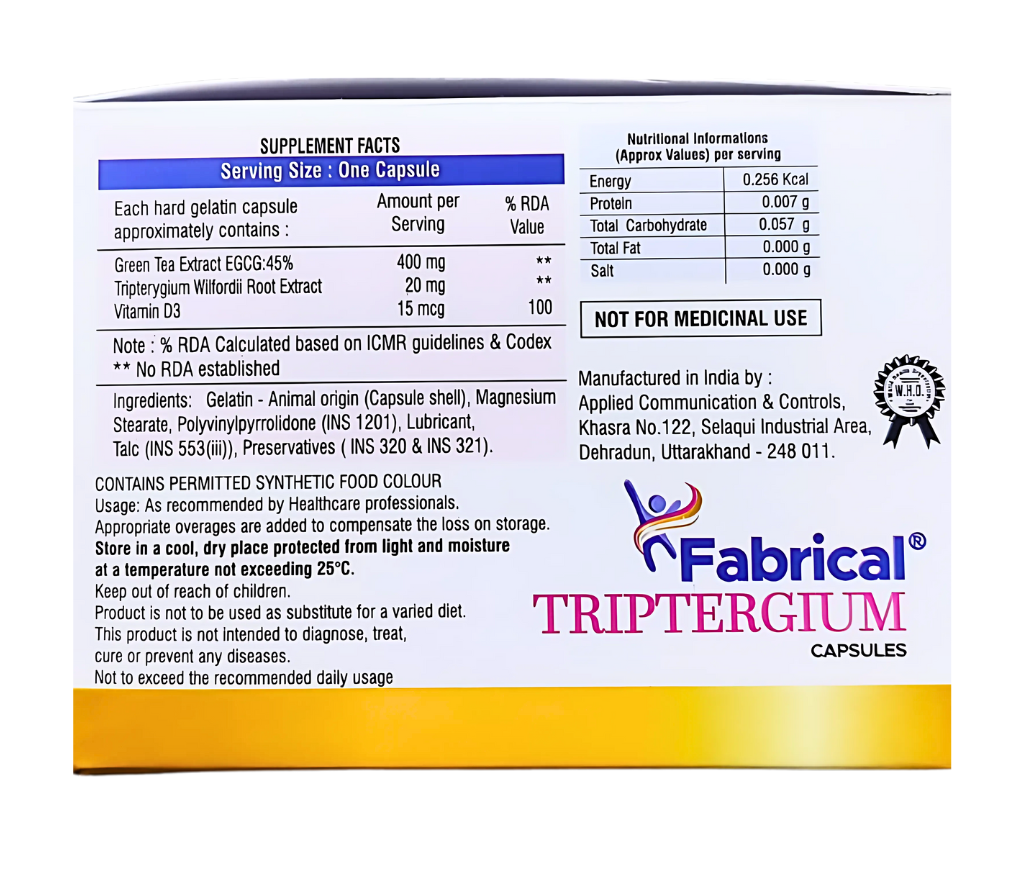 SUPPLEMENT FACTS
Serving Size : One Capsule
Each hard gelatin capsule approximately contains : Amount per Serving % RDA Value
Green Tea Extract EGCG:45% 400 mg **
Tripterygium Wilfordii Root Extract 20 mg **
Vitamin D3 15 mcg 100
Note : % RDA Calculated based on ICMR guidelines & Codex
** No RDA established
Ingredients: Gelatin - Animal origin (Capsule shell), Magnesium
Stearate, Polyvinylpyrrolidone (INS 1201), Lubricant,
Talc (INS 553(iii)), Preservatives ( INS 320 & INS 321).
CONTAINS PERMITTED SYNTHETIC FOOD COLOUR
Usage: As recommended by Healthcare professionals.
Appropriate overages are added to compensate the loss on storage.
Store in a cool, dry place protected from light and moisture
at a temperature not exceeding 25°C.
Keep out of reach of children.
Product is not to be used as substitute for a varied diet.
This product is not intended to diagnose, treat,
cure or prevent any diseases.
Not to exceed the recommended daily usage
Nutritional Informations
(Approx Values) per serving
Energy 0.256 Kcal
Protein 0.007 g
Total Carbohydrate 0.057 g
Total Fat 0.000 g
Salt 0.000 g
NOT FOR MEDICINAL USE
Manufactured in India by :
Applied Communication & Controls,
Khasra No.122, Selaqui Industrial Area,
Dehradun, Uttarakhand - 248 011.
W.H.O.
Fabrical®
TRIPTERGIUM
CAPSULES